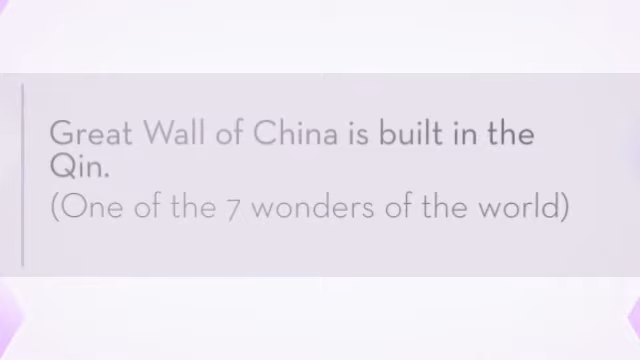 Great Wall of China is built in the
Qin.
(One of the 7 wonders of the world)